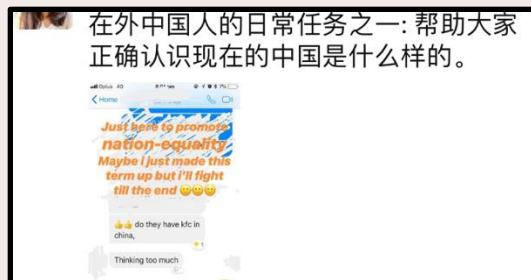 在外中国人的日常任务之一: 帮助大家
正确认识现在的中国是什么样的。
Optus 4G
Home
Just here to promote
nation-equality
Maybe I just made this
term up but i'll fight
till the end
do they have kfc in
china,
Thinking too much